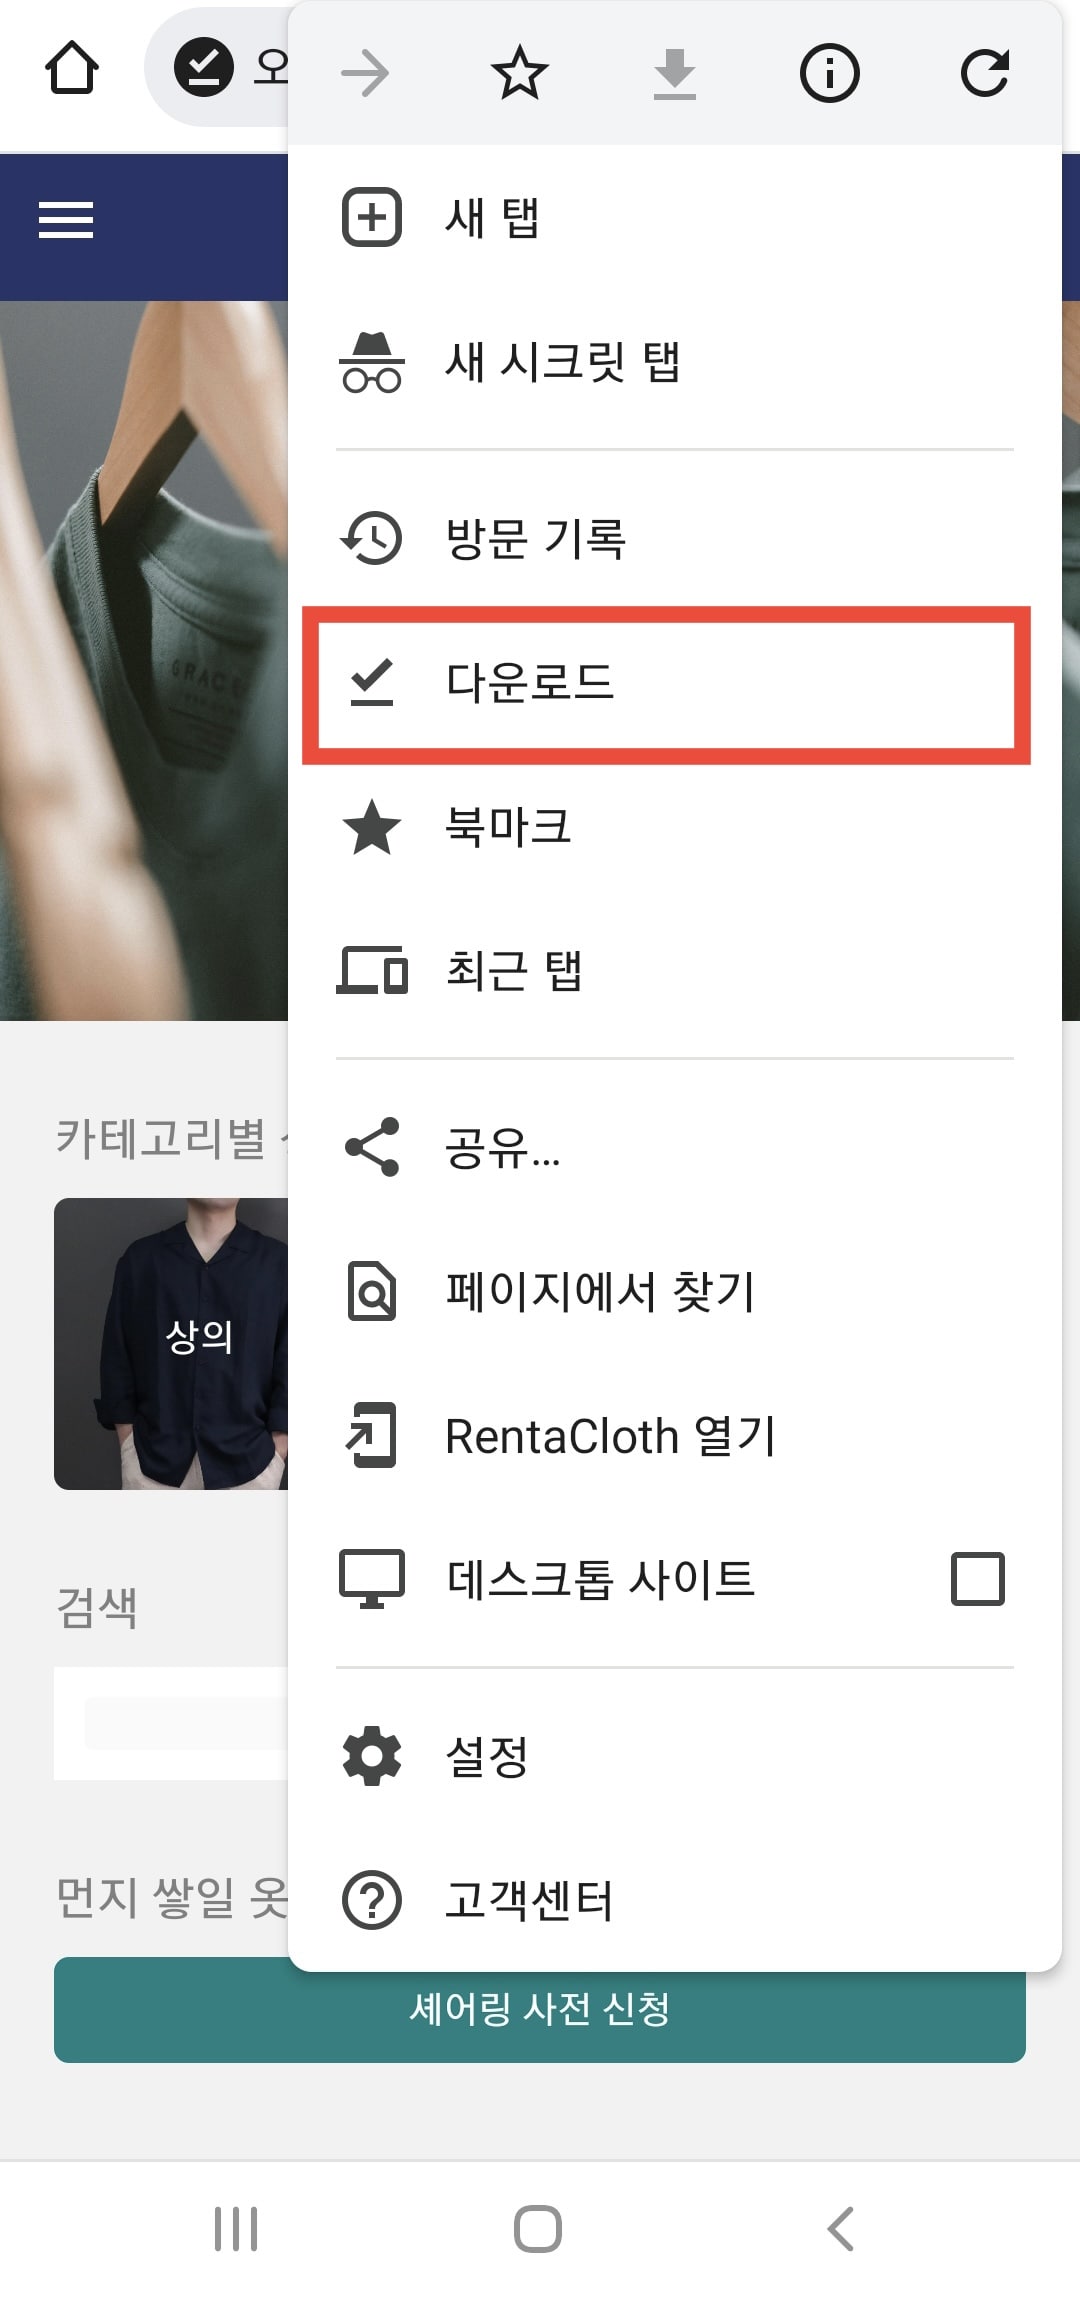 오
새 탭
새 시크릿 탭
방문 기록
다운로드
북마크
최근 탭
공유...
페이지에서 찾기
RentaCloth 열기
데스크톱 사이트
설정
고객센터
카테고리별
상의
검색
먼지 쌓일 옷
셰어링 사전 신청